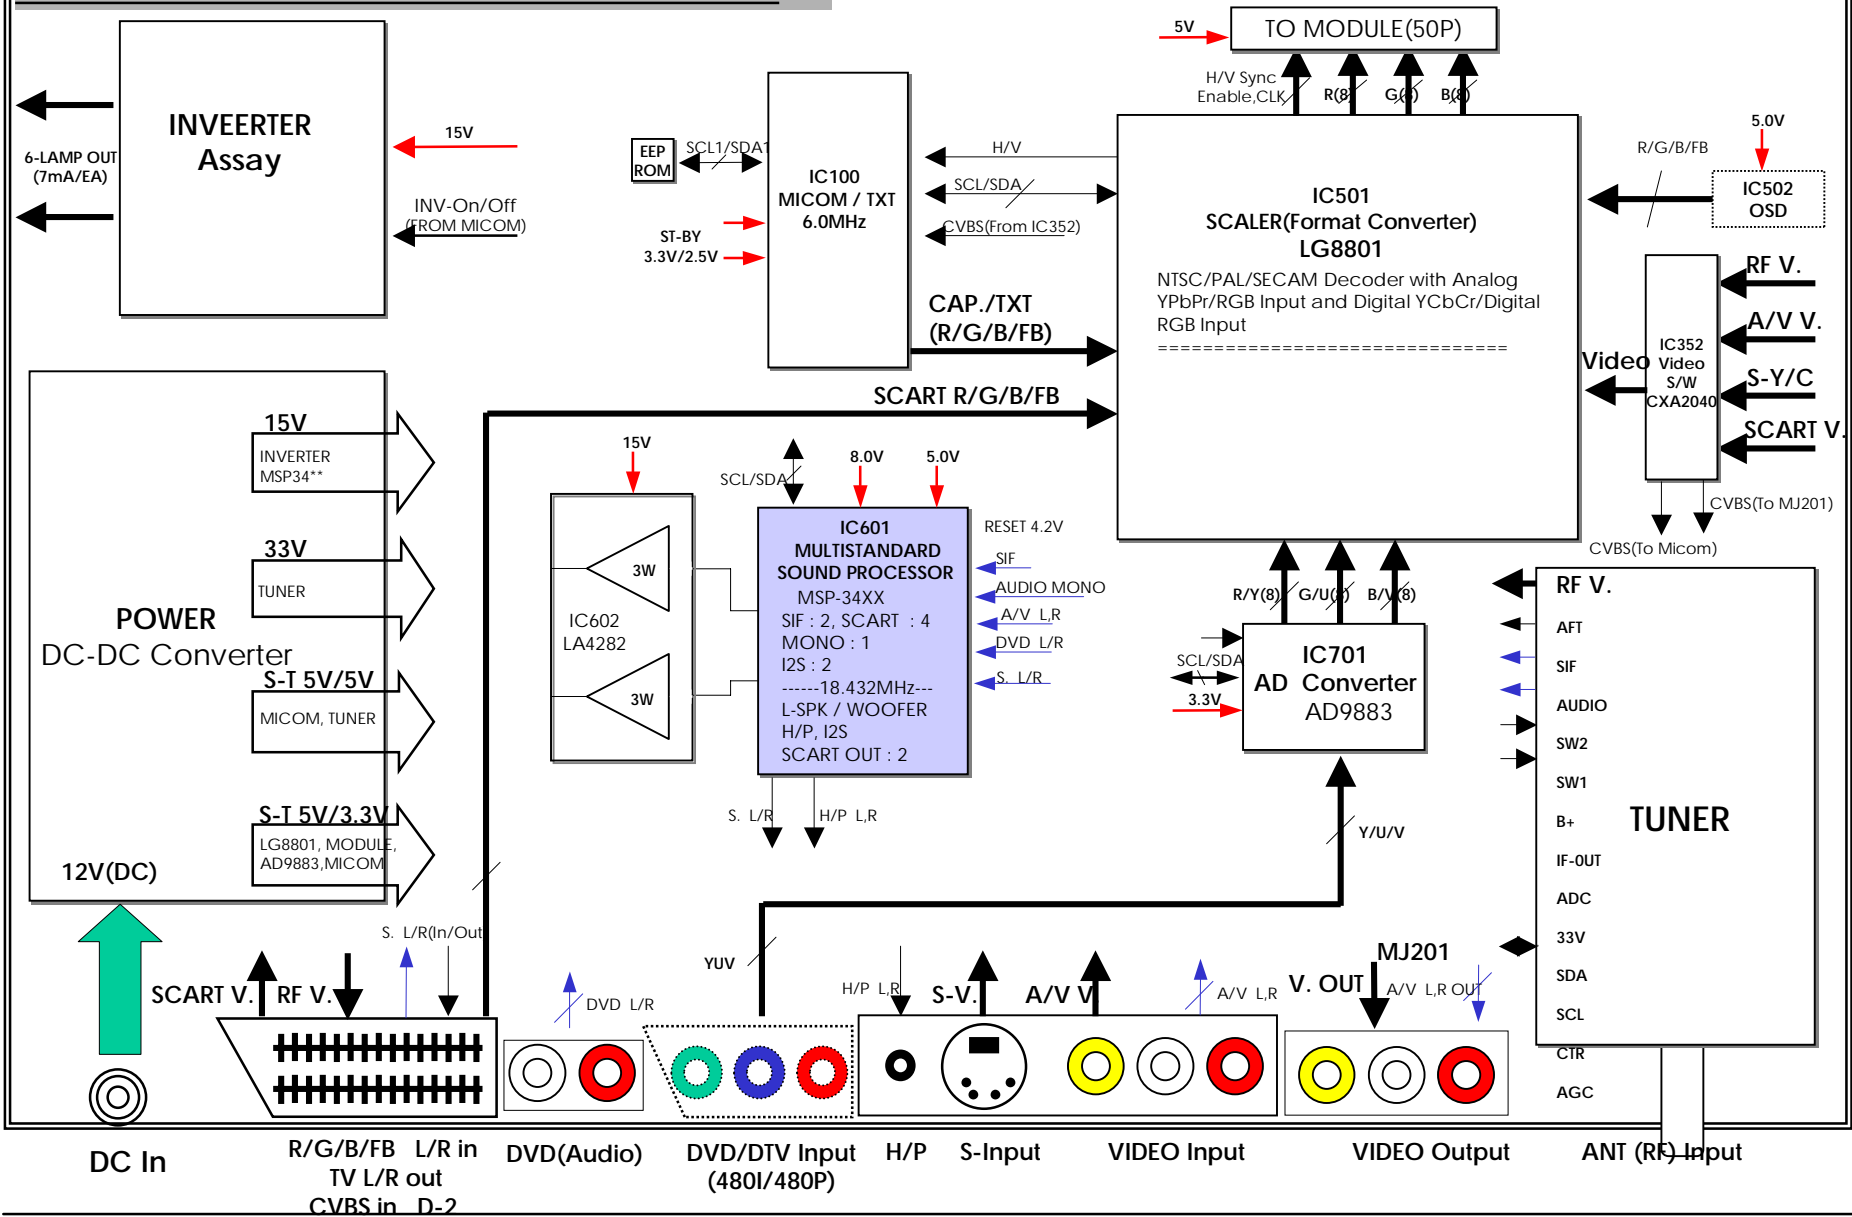 5V
TO MODULE(50P)
H/V Sync
Enable,CLK
R(8)
G(8)
B(8)
INVEERTER
Assay
6-LAMP OUT
(7mA/EA)
15V
INV-On/Off
(FROM MICOM)
EEP
ROM
SCL1/SDA1
IC100
MICOM / TXT
6.0MHz
ST-BY
3.3V/2.5V
H/V
SCL/SDA
CVBS(From IC352)
CAP./TXT
(R/G/B/FB)
SCART R/G/B/FB
IC501
SCALER(Format Converter)
LG8801
NTSC/PAL/SECAM Decoder with Analog
YPbPr/RGB Input and Digital YCbCr/Digital
RGB Input
==============================
R/G/B/FB
5.0V
IC502
OSD
RF V.
A/V V.
S-Y/C
SCART V.
IC352
Video
S/W
CXA2040
Video
CVBS(To MJ201)
CVBS(To Micom)
POWER
DC-DC Converter
15V
INVERTER
MSP34**
33V
TUNER
S-T 5V/5V
MICOM, TUNER
S-T 5V/3.3V
LG8801, MODULE,
AD9883,MICOM
12V(DC)
15V
IC602
LA4282
3W
3W
SCL/SDA
8.0V
5.0V
IC601
MULTISTANDARD
SOUND PROCESSOR
MSP-34XX
SIF : 2, SCART : 4
MONO : 1
I2S : 2
------18.432MHz---
L-SPK / WOOFER
H/P, I2S
SCART OUT : 2
RESET 4.2V
SIF
AUDIO MONO
A/V L,R
DVD L/R
S. L/R
S. L/R
H/P L,R
R/Y(8)
G/U(8)
B/V(8)
IC701
AD Converter
AD9883
SCL/SDA
3.3V
Y/U/V
YUV
RF V.
AFT
SIF
AUDIO
SW2
SW1
B+
IF-OUT
ADC
33V
SDA
SCL
CTR
AGC
TUNER
SCART V.
RF V.
S. L/R(In/Out
DVD L/R
H/P L,R
S-V.
A/V V.
A/V L,R
V. OUT
MJ201
A/V L,R OUT
DC In
R/G/B/FB L/R in
TV L/R out
CVBS in D-2
DVD(Audio)
DVD/DTV Input
(480I/480P)
H/P
S-Input
VIDEO Input
VIDEO Output
ANT (RF) Input